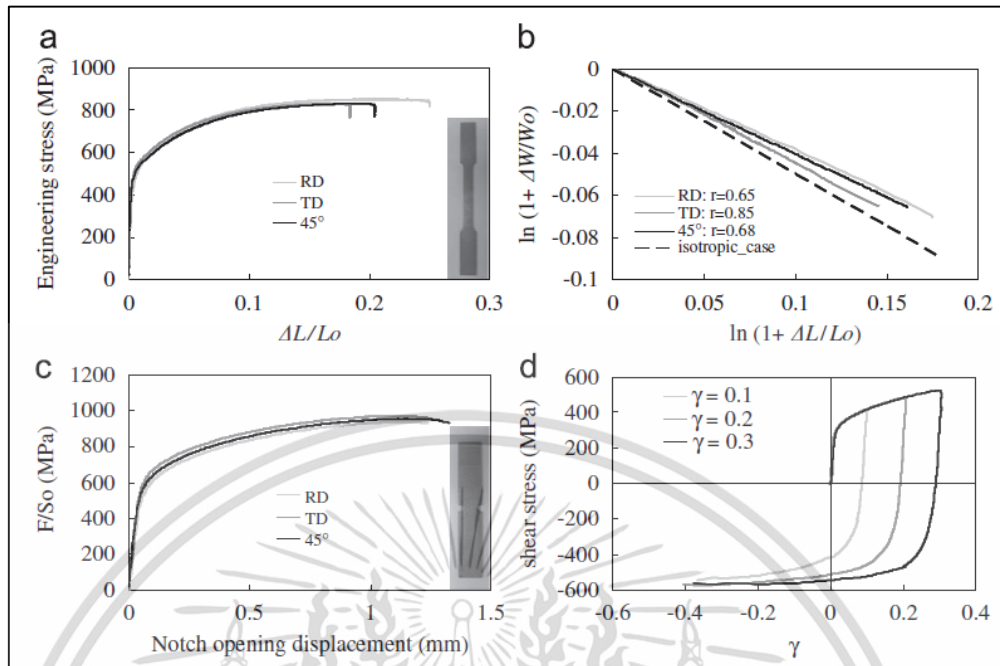 a
Engineering stress (MPa)
1000
800
600
400
200
0
RD
TD
45°
0
0.1
0.2
0.3
ΔL/Lo
b
ln (1+ ΔW/Wo)
0
-0.02
-0.04
-0.06
-0.08
-0.1
RD: r=0.65
TD: r=0.85
45°: r=0.68
isotropic_case
0
0.05
0.1
0.15
0.2
ln (1+ ΔL/Lo)
c
F/So (MPa)
1200
1000
800
600
400
200
0
RD
TD
45°
0
0.5
1
1.5
Notch opening displacement (mm)
d
shear stress (MPa)
600
400
200
0
-200
-400
-600
γ = 0.1
γ = 0.2
γ = 0.3
-0.6
-0.4
-0.2
0
0.2
0.4
γ